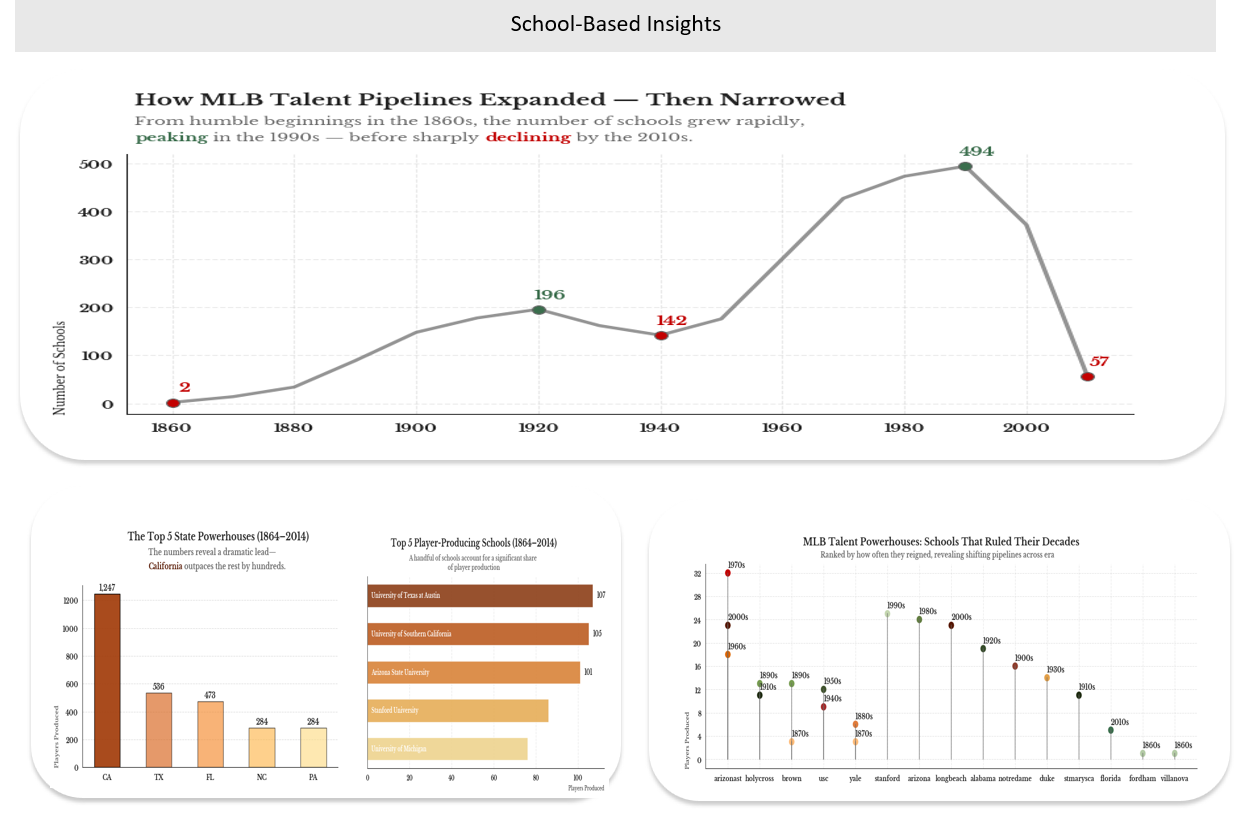 School-Based Insights
How MLB Talent Pipelines Expanded — Then Narrowed
From humble beginnings in the 1860s, the number of schools grew rapidly,
peaking in the 1990s — before sharply declining by the 2010s.
Number of Schools
500
400
300
200
100
0
2
196
142
494
57
1860
1880
1900
1920
1940
1960
1980
2000
The Top 5 State Powerhouses (1864–2014)
The numbers reveal a dramatic lead—
California outpaces the rest by hundreds.
Players Produced
1200
1000
800
600
400
200
0
1,247
536
473
284
284
CA
TX
FL
NC
PA
Top 5 Player-Producing Schools (1864–2014)
A handful of schools account for a significant share
of player production
University of Texas at Austin
107
University of Southern California
105
Arizona State University
101
Stanford University
University of Michigan
0
20
40
60
80
100
Players Produced
MLB Talent Powerhouses: Schools That Ruled Their Decades
Ranked by how often they reigned, revealing shifting pipelines across era
Players Produced
32
28
24
20
16
12
8
4
0
1970s
2000s
1960s
1890s
1910s
1890s
1870s
1950s
1940s
1880s
1870s
1990s
1980s
2000s
1920s
1900s
1930s
1910s
2010s
1860s
1860s
arizonast
holycross
brown
usc
yale
stanford
arizona
longbeach
alabama
notredame
duke
stmarysca
florida
fordham
villanova